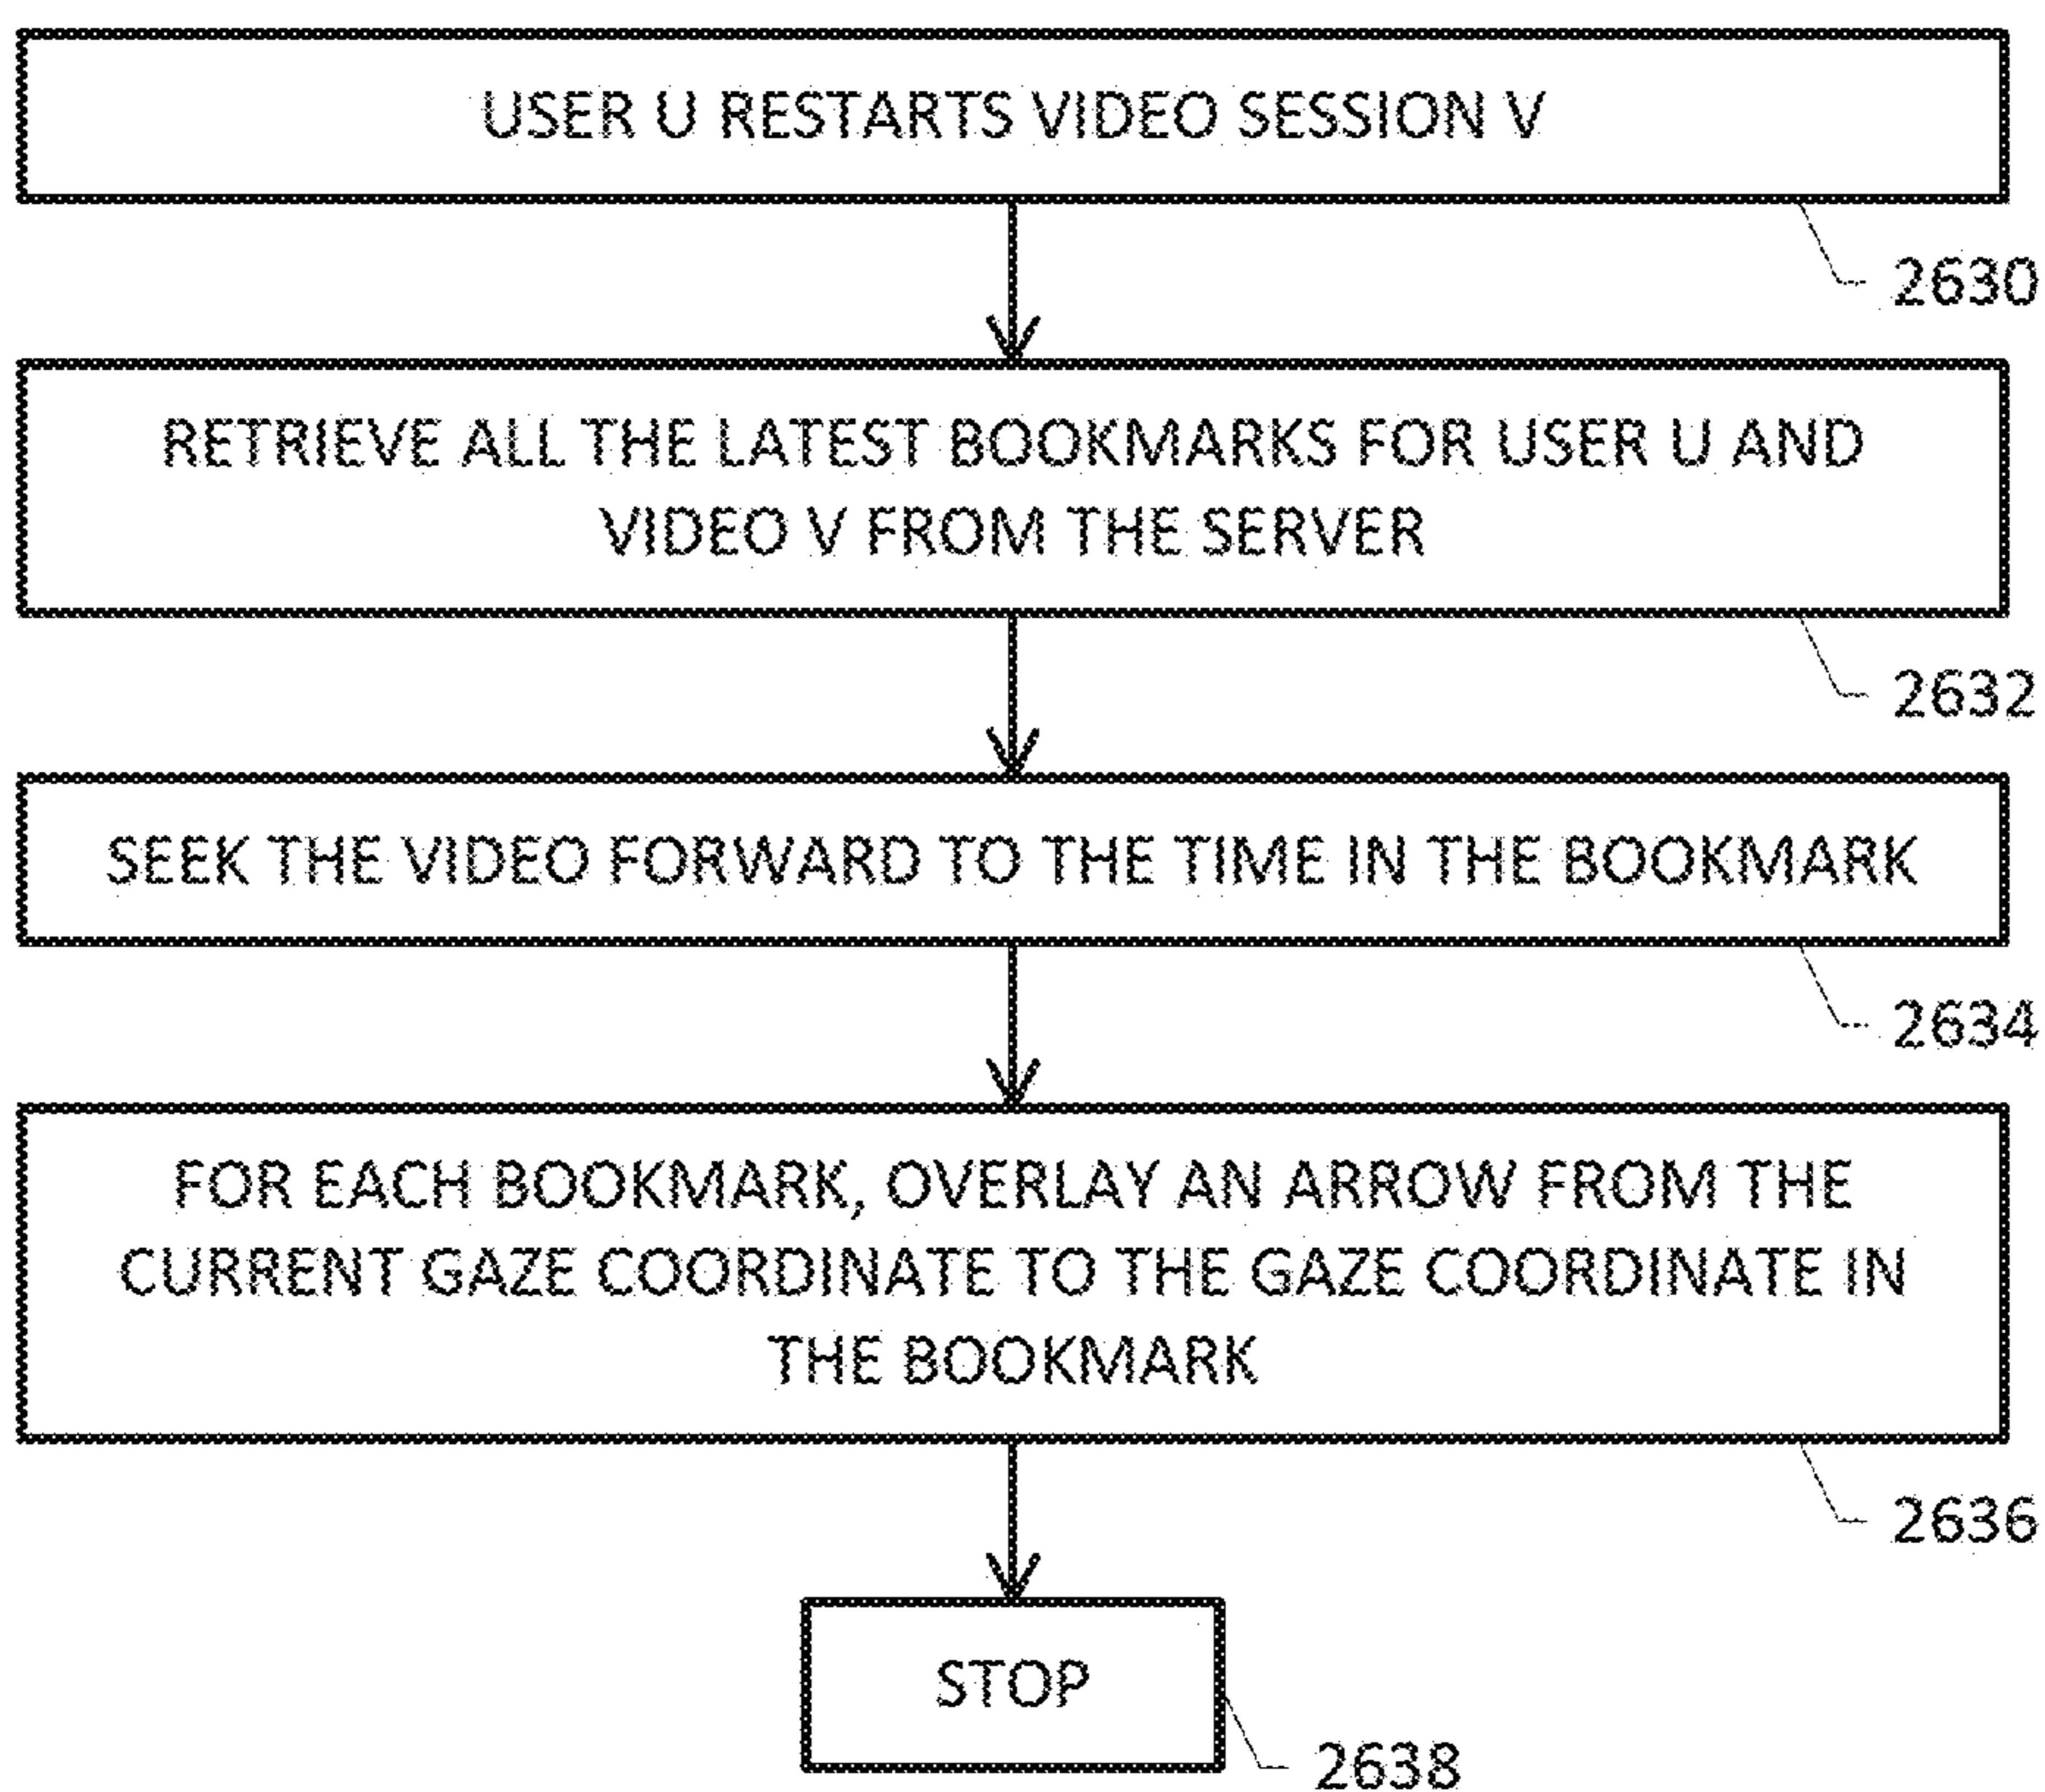 USER U RESTARTS VIDEO SESSION V
2630
RETRIEVE ALL THE LATEST BOOKMARKS FOR USER U AND
VIDEO V FROM THE SERVER
2632
SEEK THE VIDEO FORWARD TO THE TIME IN THE BOOKMARK
2634
FOR EACH BOOKMARK, OVERLAY AN ARROW FROM THE
CURRENT GAZE COORDINATE TO THE GAZE COORDINATE IN
THE BOOKMARK
2636
STOP
2638